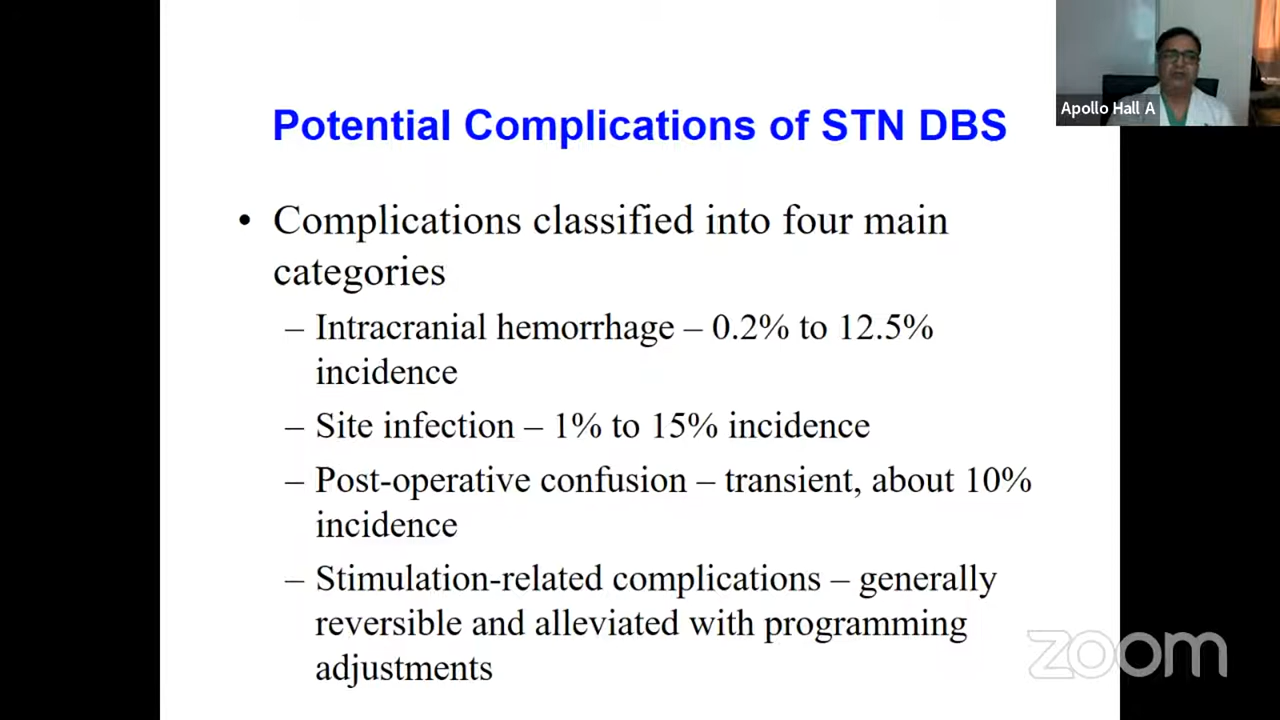 Apollo Hall A
Potential Complications of STN DBS
• Complications classified into four main
categories
– Intracranial hemorrhage – 0.2% to 12.5%
incidence
– Site infection – 1% to 15% incidence
– Post-operative confusion – transient, about 10%
incidence
– Stimulation-related complications – generally
reversible and alleviated with programming
adjustments
zoom